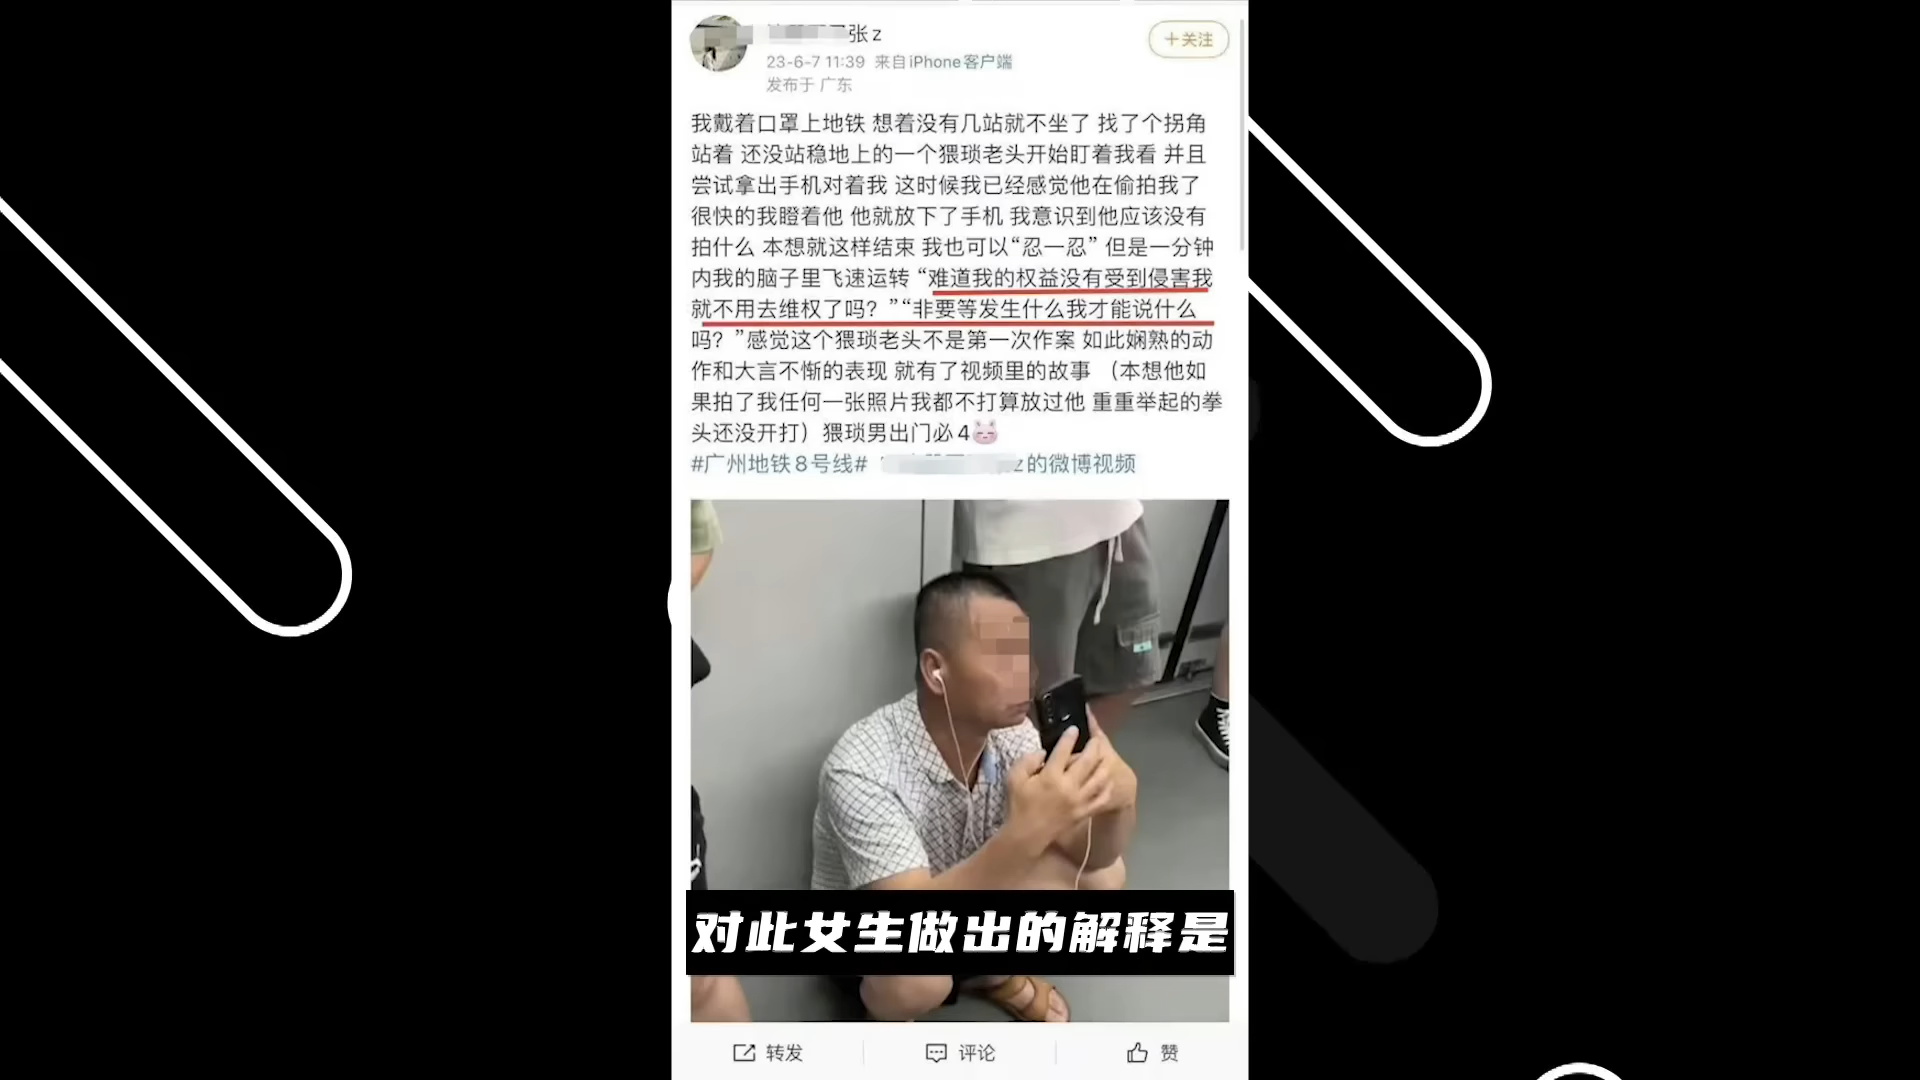 张z
＋关注
23-6-7 11:39 来自iPhone客户端
发布于 广东
我戴着口罩上地铁 想着没有几站就不坐了 找了个拐角
站着 还没站稳地上的一个猥琐老头开始盯着我看 并且
尝试拿出手机对着我 这时候我已经感觉他在偷拍我了
很快的我瞪着他 他就放下了手机 我意识到他应该没有
拍什么 本想就这样结束 我也可以“忍一忍” 但是一分钟
内我的脑子里飞速运转 “难道我的权益没有受到侵害我
就不用去维权了吗？”“非要等发生什么我才能说什么
吗？”感觉这个猥琐老头不是第一次作案 如此娴熟的动
作和大言不惭的表现 就有了视频里的故事 （本想他如
果拍了我任何一张照片我都不打算放过他 重重举起的拳
头还没开打）猥琐男出门必4
#广州地铁8号线# z的微博视频
对此女生做出的解释是
转发
评论
赞